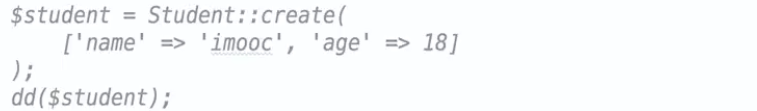 $student = Student::create(
    ['name' => 'imooc', 'age' => 18]
);
dd($student);